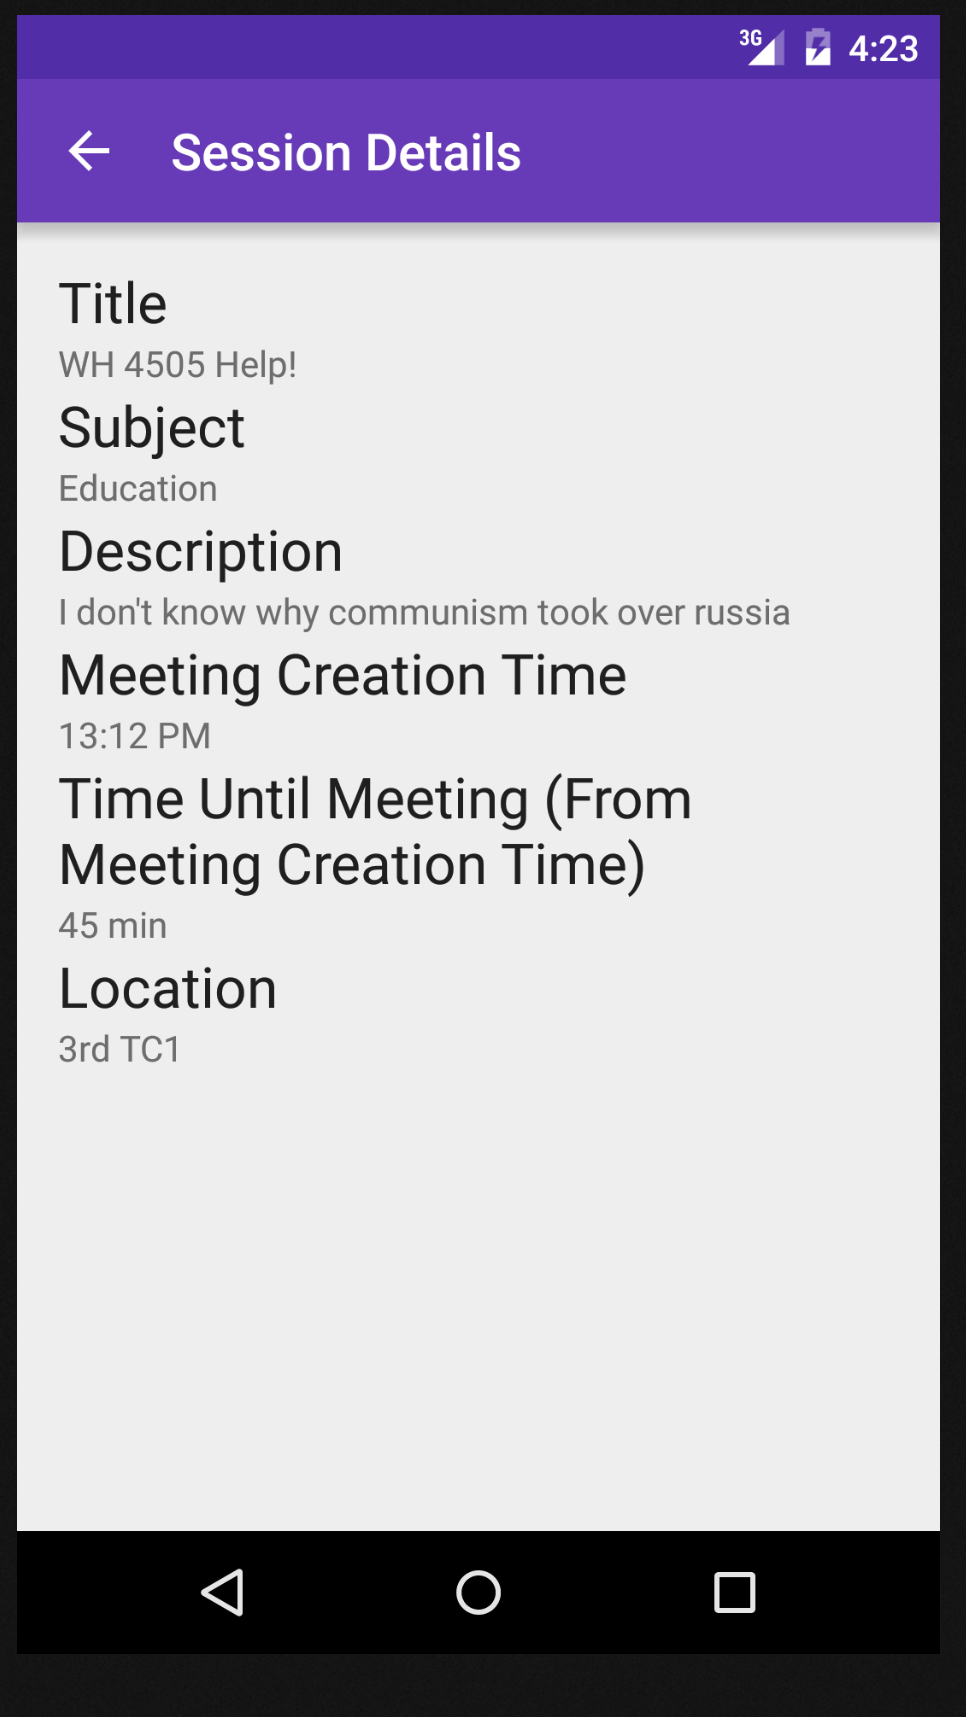 3G 4:23
Session Details
Title
WH 4505 Help!
Subject
Education
Description
I don't know why communism took over russia
Meeting Creation Time
13:12 PM
Time Until Meeting (From
Meeting Creation Time)
45 min
Location
3rd TC1